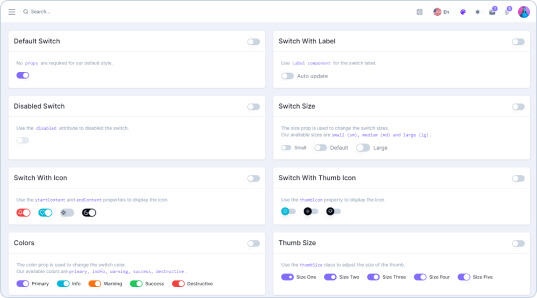 Search...
En
Default Switch
No props are required for our default style.
Switch With Label
Use Label component for the switch label.
Auto update
Disabled Switch
Use the disabled attribute to disabled the switch.
Switch Size
The size prop is used to change the switch sizes.
Our available sizes are small (sm), median (md) and large (lg).
Small
Default
Large
Switch With Icon
Use the startContent and endContent properties to display the icon.
Switch With Thumb Icon
Use the thumbIcon property to display the icon.
Colors
The color prop is used to change the switch color.
Our available colors are primary, info, warning, success, destructive.
Primary
Info
Warning
Success
Destructive
Thumb Size
Use the thumbSize class to adjust the size of the thumb.
Size One
Size Two
Size Three
Size Four
Size Five